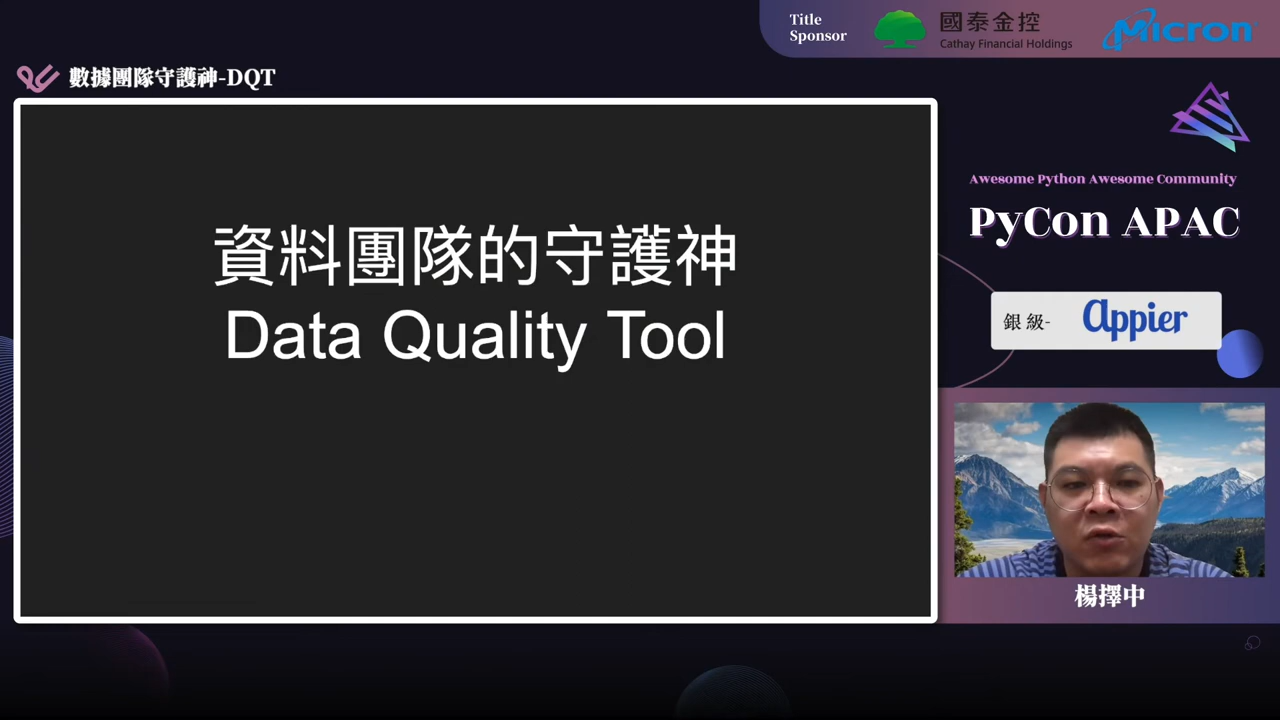 Title
Sponsor
國泰金控
Cathay Financial Holdings
Micron
數據團隊守護神-DQT
資料團隊的守護神
Data Quality Tool
Awesome Python Awesome Community
PyCon APAC
銀級- Appier
楊擇中